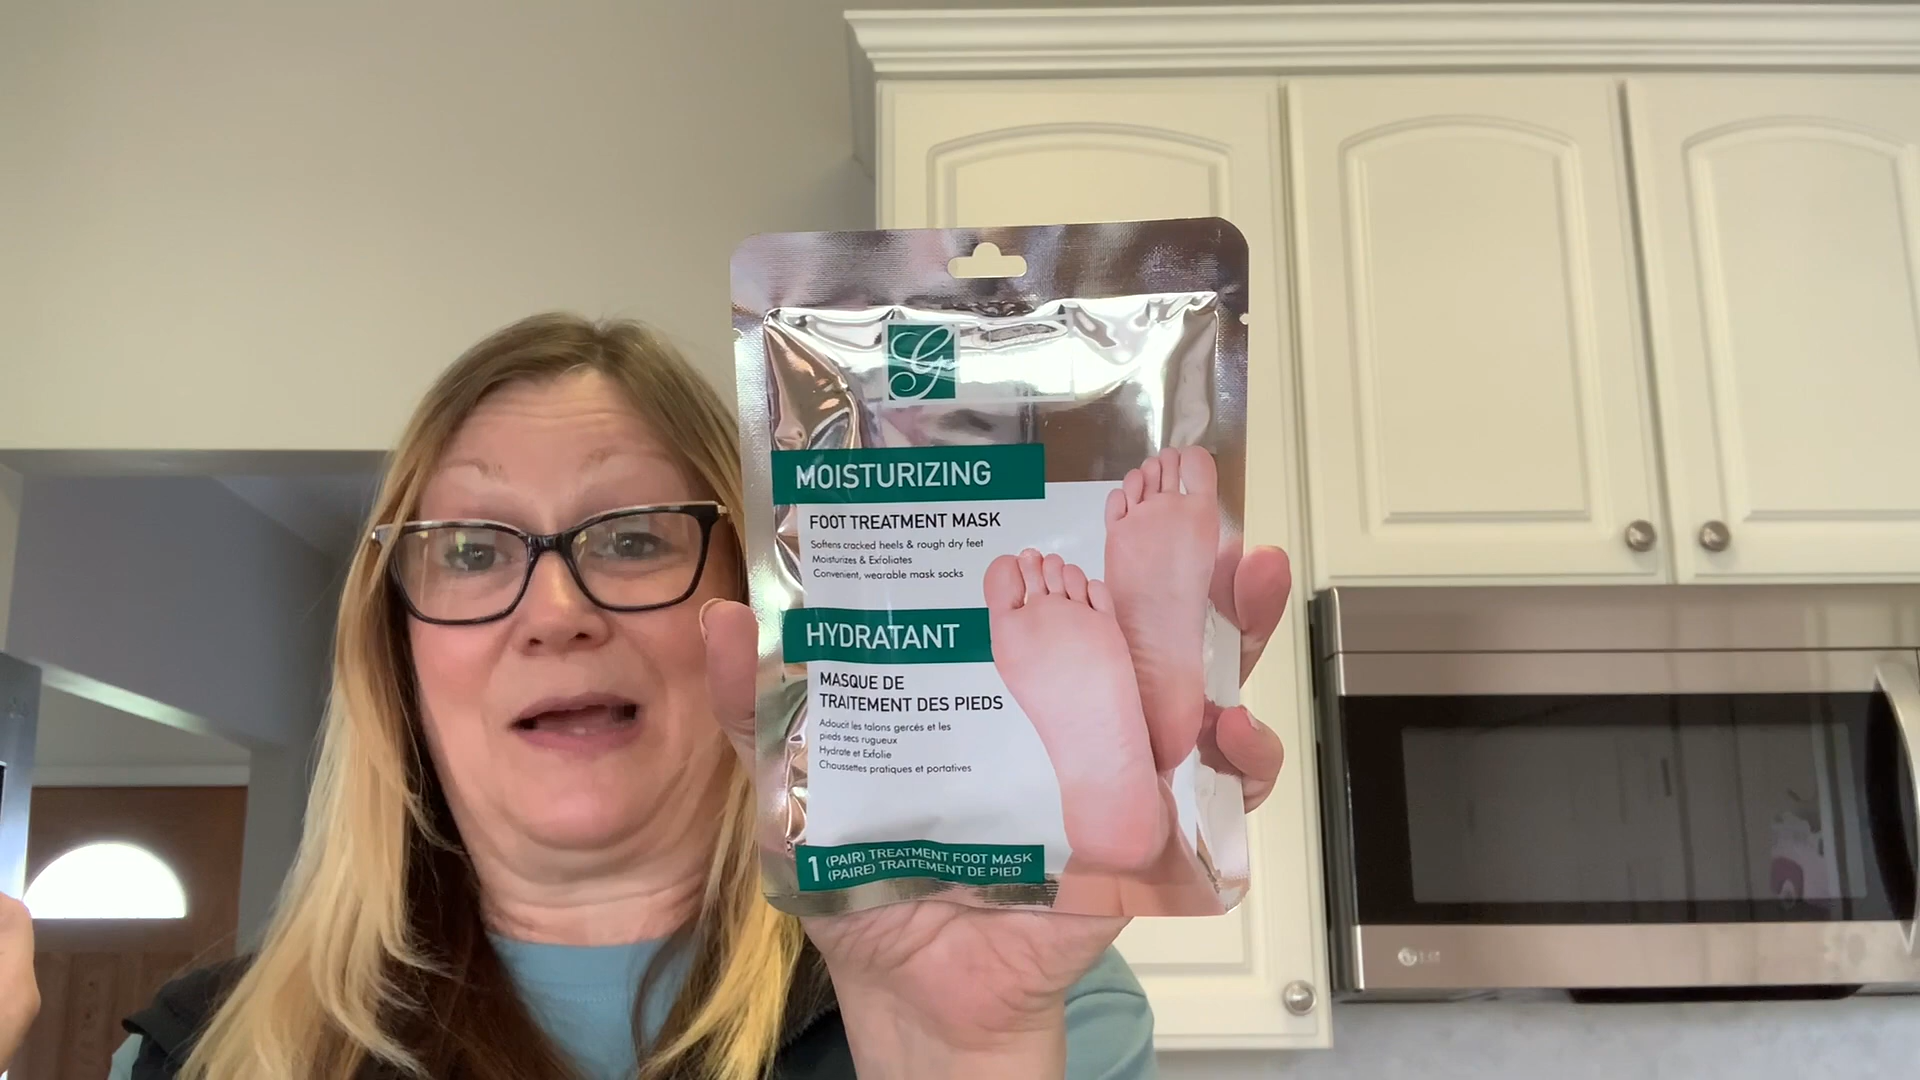 G
MOISTURIZING
FOOT TREATMENT MASK
Softens cracked heels & rough dry feet
Moisturizes & Exfoliates
Convenient, wearable mask socks
HYDRATANT
MASQUE DE
TRAITEMENT DES PIEDS
Adoucit les talons gercés et les
pieds secs rugueux
Hydrate et Exfolie
Chaussettes pratiques et portatives
1 (PAIR) TREATMENT FOOT MASK
(PAIRE) TRAITEMENT DE PIED
LG